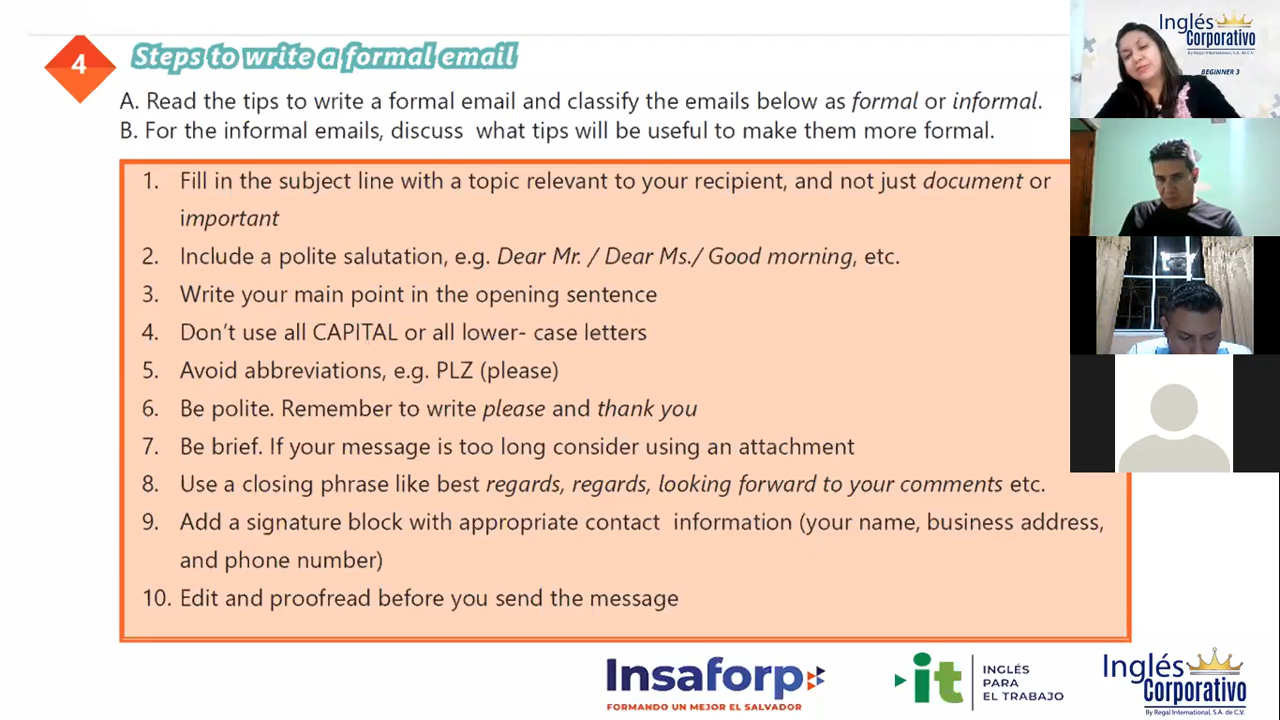 4
Steps to write a formal email
A. Read the tips to write a formal email and classify the emails below as formal or informal.
B. For the informal emails, discuss what tips will be useful to make them more formal.
1. Fill in the subject line with a topic relevant to your recipient, and not just document or
important
2. Include a polite salutation, e.g. Dear Mr. / Dear Ms./ Good morning, etc.
3. Write your main point in the opening sentence
4. Don't use all CAPITAL or all lower- case letters
5. Avoid abbreviations, e.g. PLZ (please)
6. Be polite. Remember to write please and thank you
7. Be brief. If your message is too long consider using an attachment
8. Use a closing phrase like best regards, regards, looking forward to your comments etc.
9. Add a signature block with appropriate contact information (your name, business address,
and phone number)
10. Edit and proofread before you send the message
Insaforp
FORMANDO UN MEJOR EL SALVADOR
it
INGLÉS
PARA
EL TRABAJO
Inglés
Corporativo
By Regal International, S.A. de C.V.
Inglés
Corporativo
By Regal International, S.A. de C.V.
BEGINNER 3